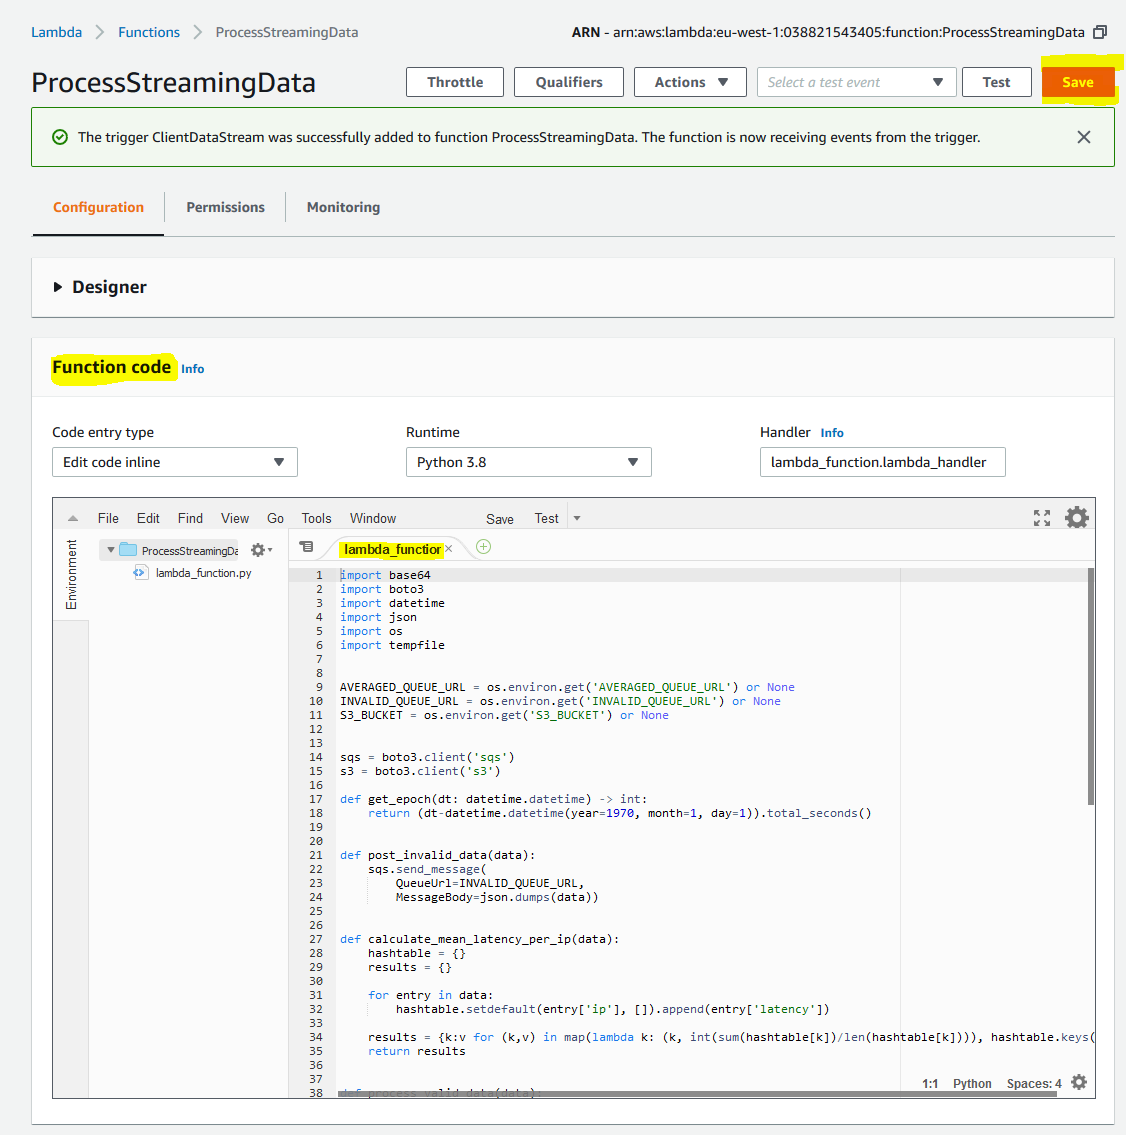 Lambda > Functions > ProcessStreamingData
ARN - arn:aws:lambda:eu-west-1:038821543405:function:ProcessStreamingData
ProcessStreamingData
Throttle Qualifiers Actions Select a test event Test Save
The trigger ClientDataStream was successfully added to function ProcessStreamingData. The function is now receiving events from the trigger.
Configuration Permissions Monitoring
Designer
Function code Info
Code entry type Runtime Handler Info
Edit code inline Python 3.8 lambda_function.lambda_handler
File Edit Find View Go Tools Window Save Test
Environment
ProcessStreamingDa
lambda_function.py
lambda_function
1 import base64
2 import boto3
3 import datetime
4 import json
5 import os
6 import tempfile
7
8
9 AVERAGED_QUEUE_URL = os.environ.get('AVERAGED_QUEUE_URL') or None
10 INVALID_QUEUE_URL = os.environ.get('INVALID_QUEUE_URL') or None
11 S3_BUCKET = os.environ.get('S3_BUCKET') or None
12
13
14 sqs = boto3.client('sqs')
15 s3 = boto3.client('s3')
16
17 def get_epoch(dt: datetime.datetime) -> int:
18     return (dt-datetime.datetime(year=1970, month=1, day=1)).total_seconds()
19
20
21 def post_invalid_data(data):
22     sqs.send_message(
23         QueueUrl=INVALID_QUEUE_URL,
24         MessageBody=json.dumps(data))
25
26
27 def calculate_mean_latency_per_ip(data):
28     hashtable = {}
29     results = {}
30
31     for entry in data:
32         hashtable.setdefault(entry['ip'], []).append(entry['latency'])
33
34     results = {k:v for (k,v) in map(lambda k: (k, int(sum(hashtable[k])/len(hashtable[k]))), hashtable.keys(
35     return results
36
37
38 def process_valid_data(data):
1:1 Python Spaces: 4